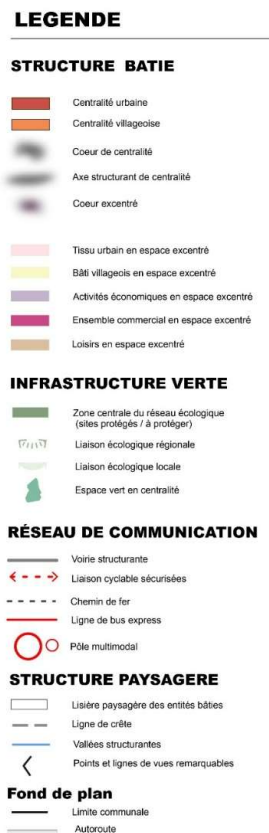 LEGENDE
STRUCTURE BATIE
Centralité urbaine
Centralité villageoise
Coeur de centralité
Axe structurant de centralité
Coeur excentré
Tissu urbain en espace excentré
Bâti villageois en espace excentré
Activités économiques en espace excentré
Ensemble commercial en espace excentré
Loisirs en espace excentré
INFRASTRUCTURE VERTE
Zone centrale du réseau écologique
(sites protégés / à protéger)
Liaison écologique régionale
Liaison écologique locale
Espace vert en centralité
RÉSEAU DE COMMUNICATION
Voirie structurante
Liaison cyclable sécurisées
Chemin de fer
Ligne de bus express
Pôle multimodal
STRUCTURE PAYSAGERE
Lisière paysagère des entités bâties
Ligne de crête
Vallées structurantes
Points et lignes de vues remarquables
Fond de plan
Limite communale
Autoroute